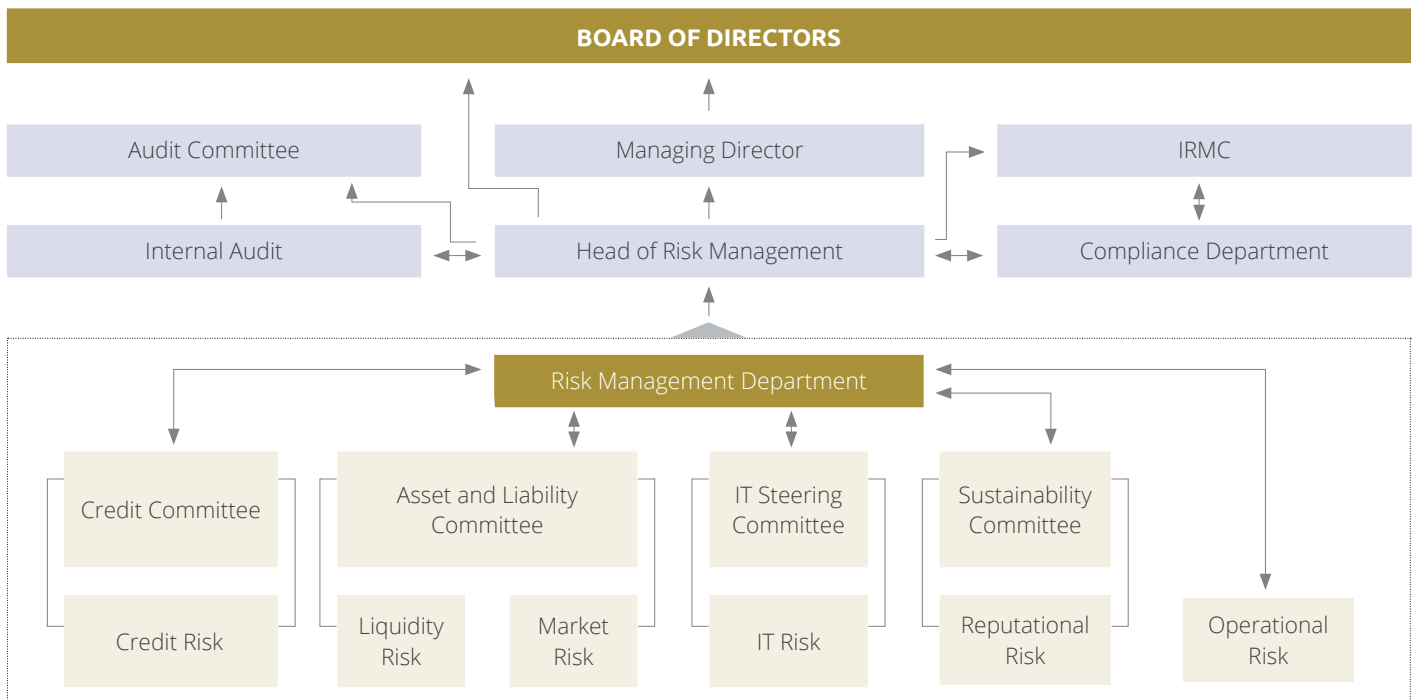 BOARD OF DIRECTORS
Audit Committee
Managing Director
IRMC
Internal Audit
Head of Risk Management
Compliance Department
Risk Management Department
Credit Committee
Asset and Liability
Committee
IT Steering
Committee
Sustainability
Committee
Credit Risk
Liquidity
Risk
Market
Risk
IT Risk
Reputational
Risk
Operational
Risk